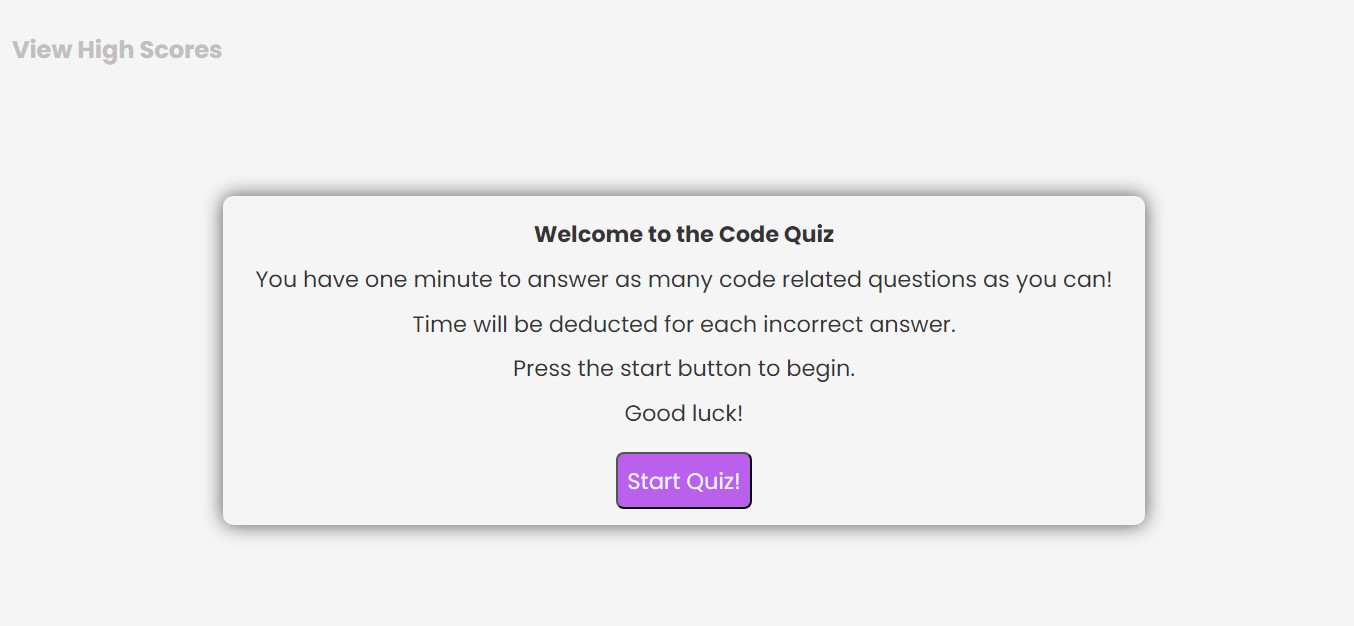 View High Scores
Welcome to the Code Quiz
You have one minute to answer as many code related questions as you can!
Time will be deducted for each incorrect answer.
Press the start button to begin.
Good luck!
Start Quiz!